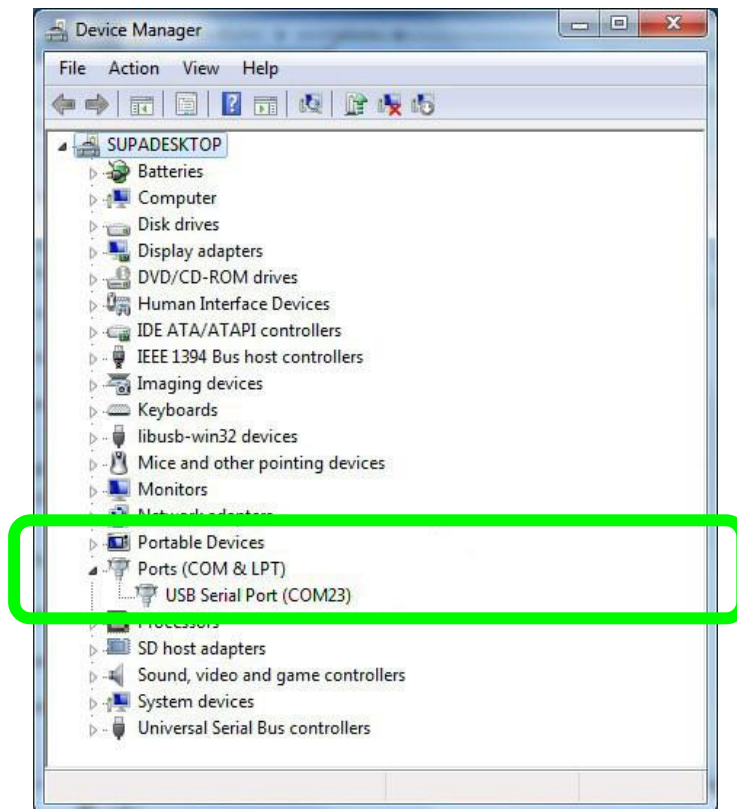 Device Manager
File Action View Help
SUPADESKTOP
Batteries
Computer
Disk drives
Display adapters
DVD/CD-ROM drives
Human Interface Devices
IDE ATA/ATAPI controllers
IEEE 1394 Bus host controllers
Imaging devices
Keyboards
libusb-win32 devices
Mice and other pointing devices
Monitors
Network adapters
Portable Devices
Ports (COM & LPT)
USB Serial Port (COM23)
Processors
SD host adapters
Sound, video and game controllers
System devices
Universal Serial Bus controllers